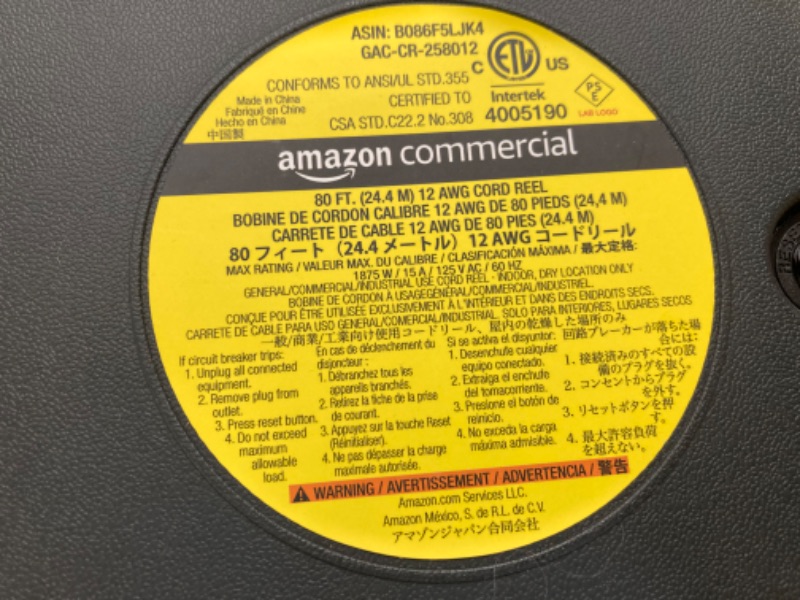 ASIN: B086F5LJK4
GAC-CR-258012
CONFORMS TO ANSI/UL STD.355
CERTIFIED TO
CSA STD.C22.2 No.308
Made in China
Fabriqué en Chine
Hecho en China
中国製
C ETL US
Intertek
4005190
PS
E
LAB LOGO
amazon commercial
80 FT. (24.4 M) 12 AWG CORD REEL
BOBINE DE CORDON CALIBRE 12 AWG DE 80 PIEDS (24,4 M)
CARRETE DE CABLE 12 AWG DE 80 PIES (24.4 M)
80 フィート（24.4 メートル）12 AWG コードリール
MAX RATING / VALEUR MAX. DU CALIBRE / CLASIFICACIÓN MÁXIMA / 最大定格:
1875 W / 15 A / 125 V AC / 60 HZ
GENERAL/COMMERCIAL/INDUSTRIAL USE CORD REEL - INDOOR, DRY LOCATION ONLY
BOBINE DE CORDON À USAGEGÉNÉRAL/COMMERCIAL/INDUSTRIEL.
CONÇUE POUR ÊTRE UTILISÉE EXCLUSIVEMENT À L'INTÉRIEUR ET DANS DES ENDROITS SECS.
CARRETE DE CABLE PARA USO GENERAL/COMERCIAL/INDUSTRIAL. SOLO PARA INTERIORES, LUGARES SECOS
一般/商業/工業向け使用コードリール、屋内の乾燥した場所のみ
If circuit breaker trips:
1. Unplug all connected
equipment.
2. Remove plug from
outlet.
3. Press reset button.
4. Do not exceed
maximum
allowable
load.
En cas de déclenchement du
disjoncteur :
1. Débranchez tous les
appareils branchés.
2. Retirez la fiche de la prise
de courant.
3. Appuyez sur la touche Reset
(Réinitialiser).
4. Ne pas dépasser la charge
maximale autorisée.
Si se activa el disyuntor:
1. Desenchufe cualquier
equipo conectado.
2. Extraiga el enchufe
del tomacorriente.
3. Presione el botón de
reinicio.
4. No exceda la carga
máxima admisible.
回路ブレーカーが落ちた場
合には:
1. 接続済みのすべての設
備のプラグを抜く。
2. コンセントからプラグ
を外す。
3. リセットボタンを押
す。
4. 最大許容負荷
を超えない。
WARNING / AVERTISSEMENT / ADVERTENCIA / 警告
Amazon.com Services LLC.
Amazon México, S. de R.L. de C.V.
アマゾンジャパン合同会社